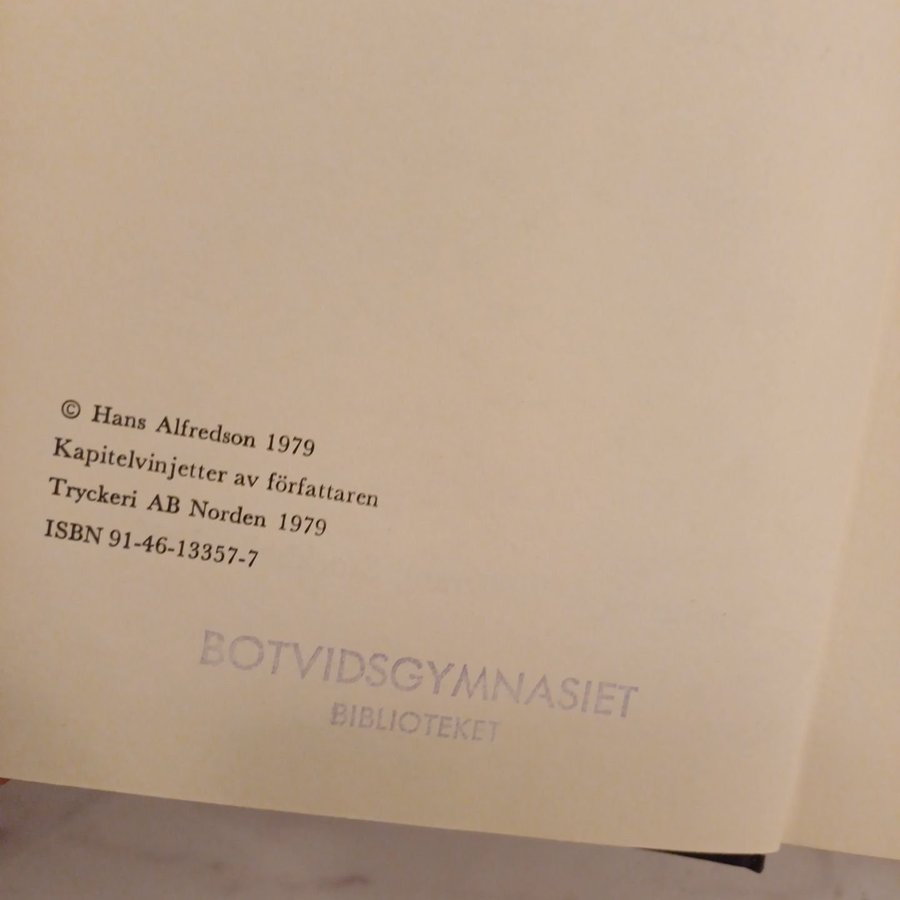 © Hans Alfredson 1979
Kapitelvinjetter av författaren
Tryckeri AB Norden 1979
ISBN 91-46-13357-7
BOTVIDSGYMNASIET
BIBLIOTEKET